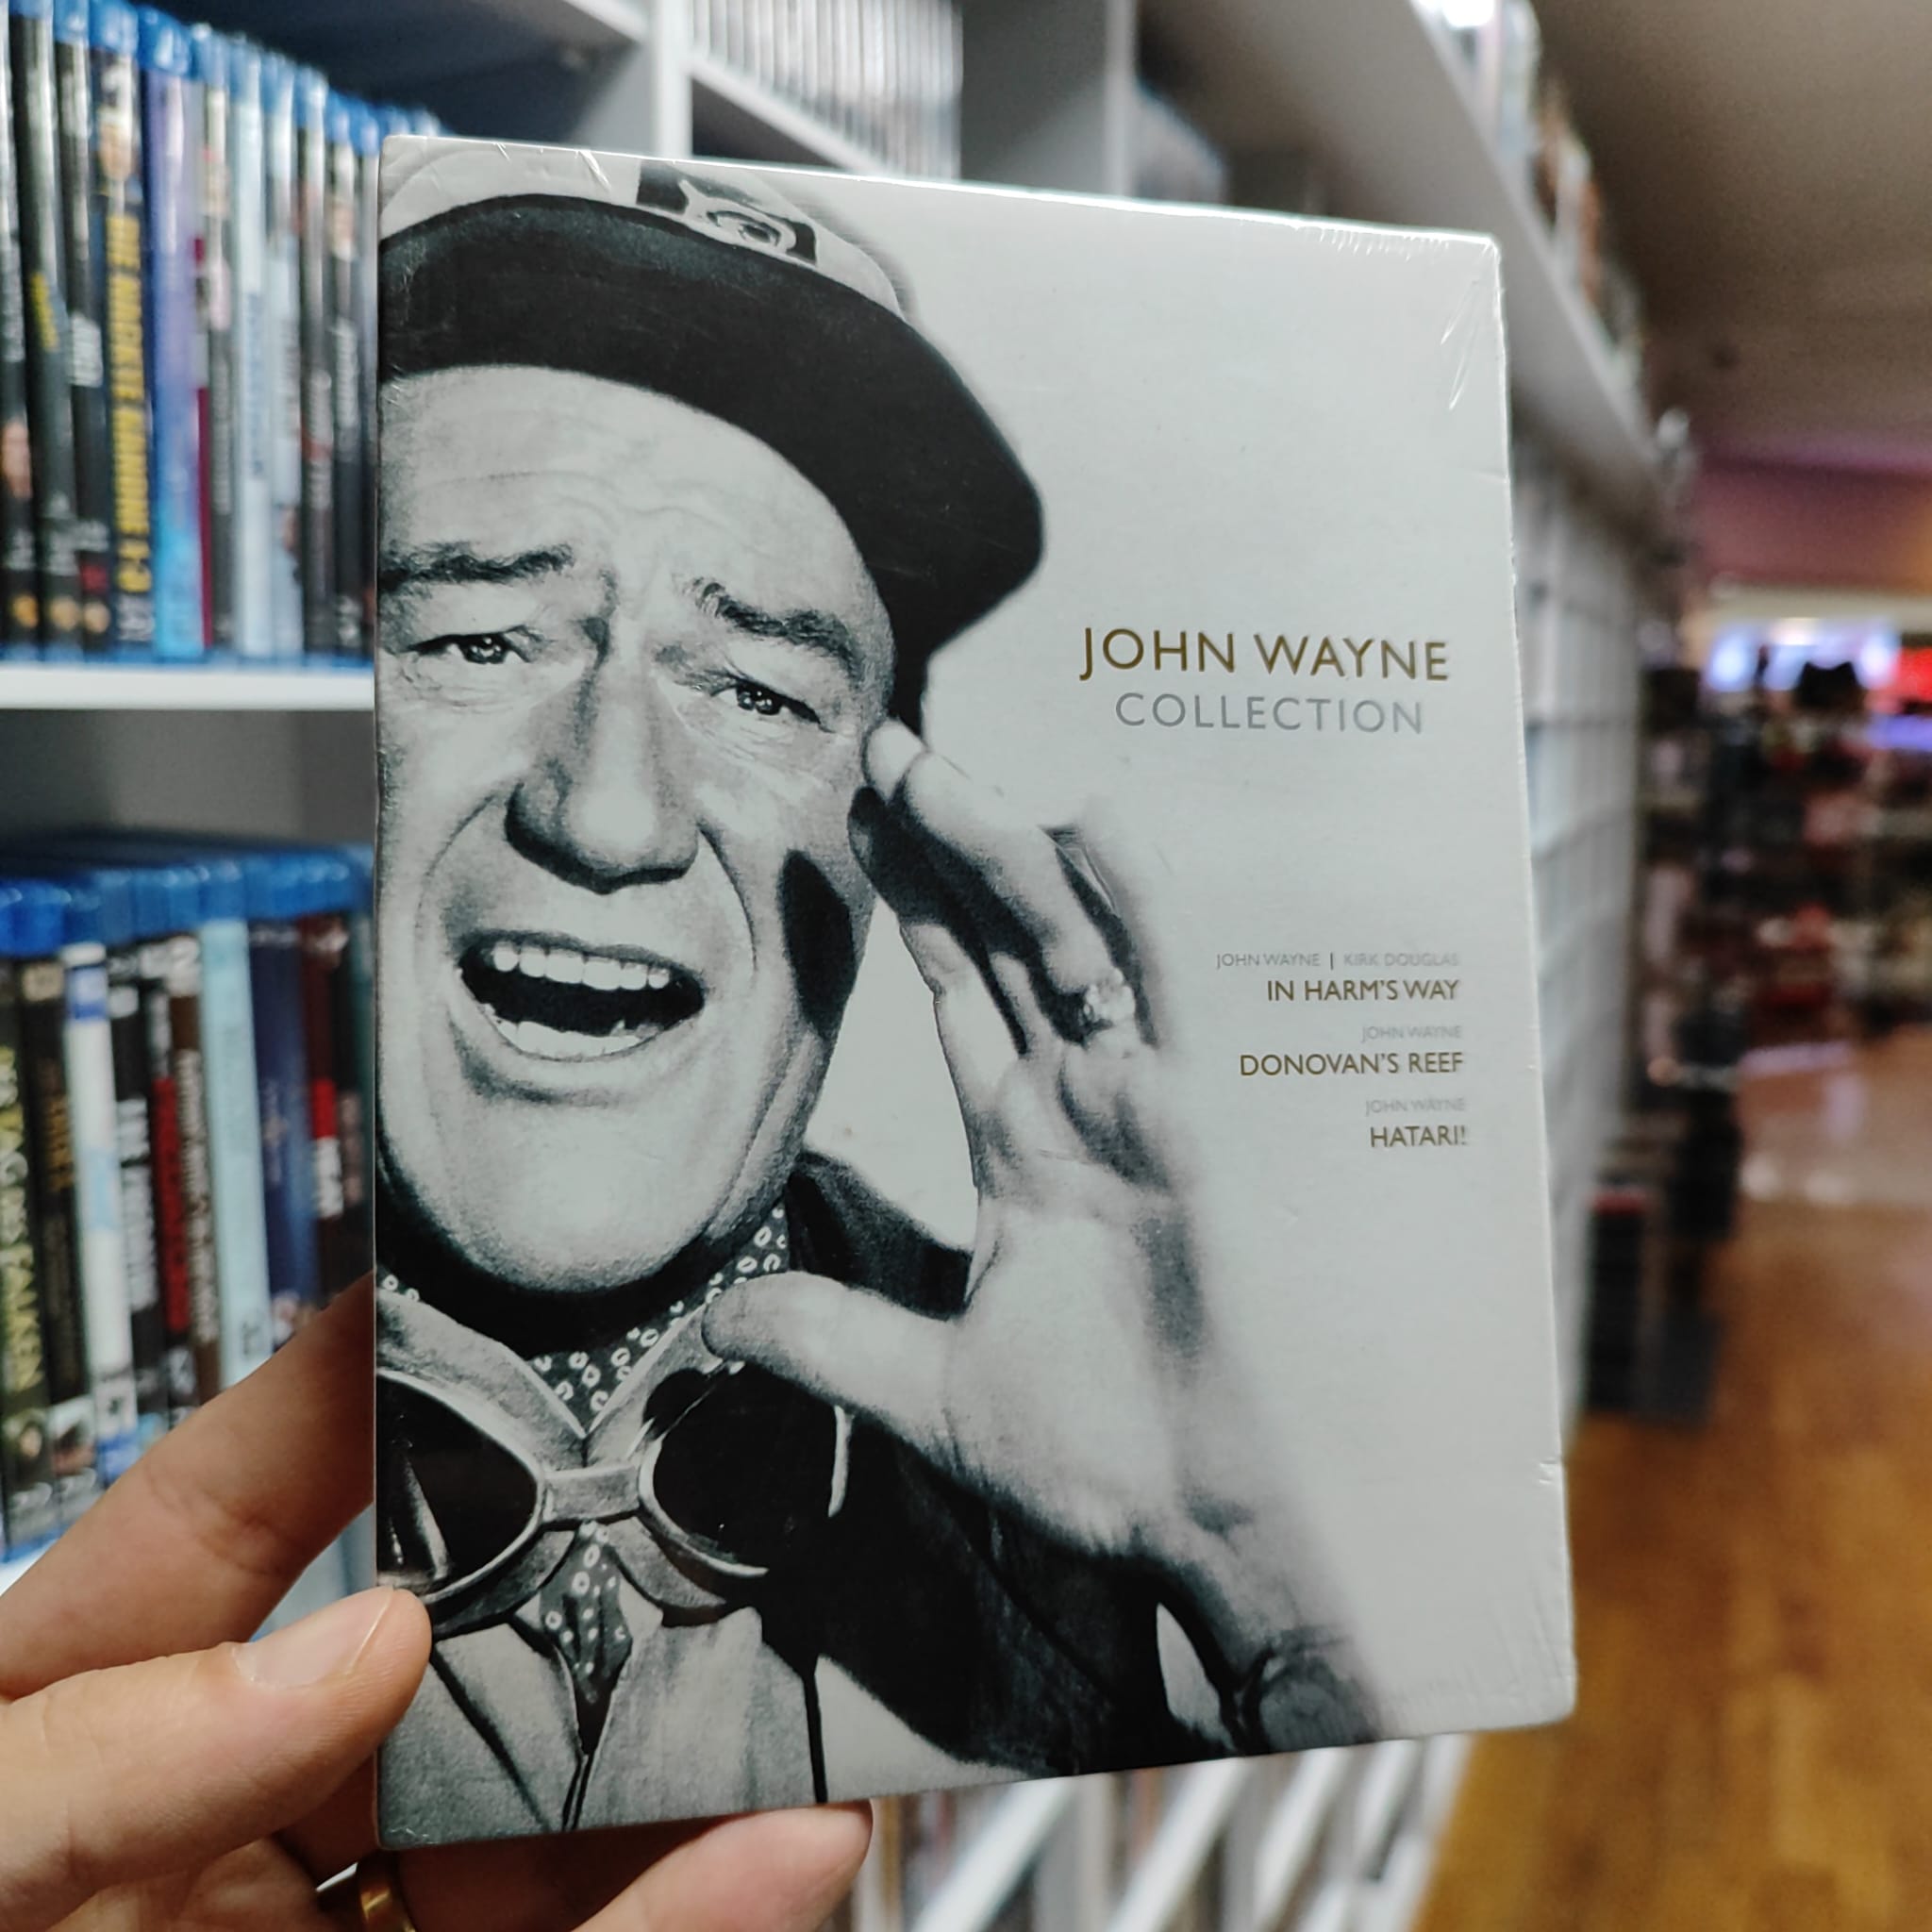 JOHN WAYNE
COLLECTION
JOHN WAYNE | KIRK DOUGLAS
IN HARM'S WAY
JOHN WAYNE
DONOVAN'S REEF
JOHN WAYNE
HATARI!